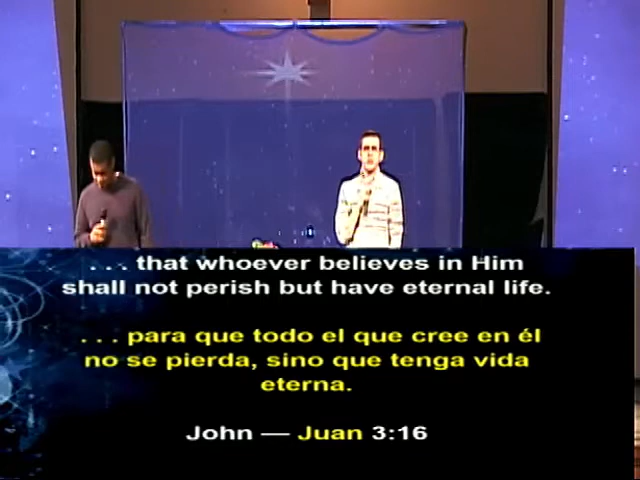 . . . that whoever believes in Him
shall not perish but have eternal life.
. . . para que todo el que cree en él
no se pierda, sino que tenga vida
eterna.
John — Juan 3:16